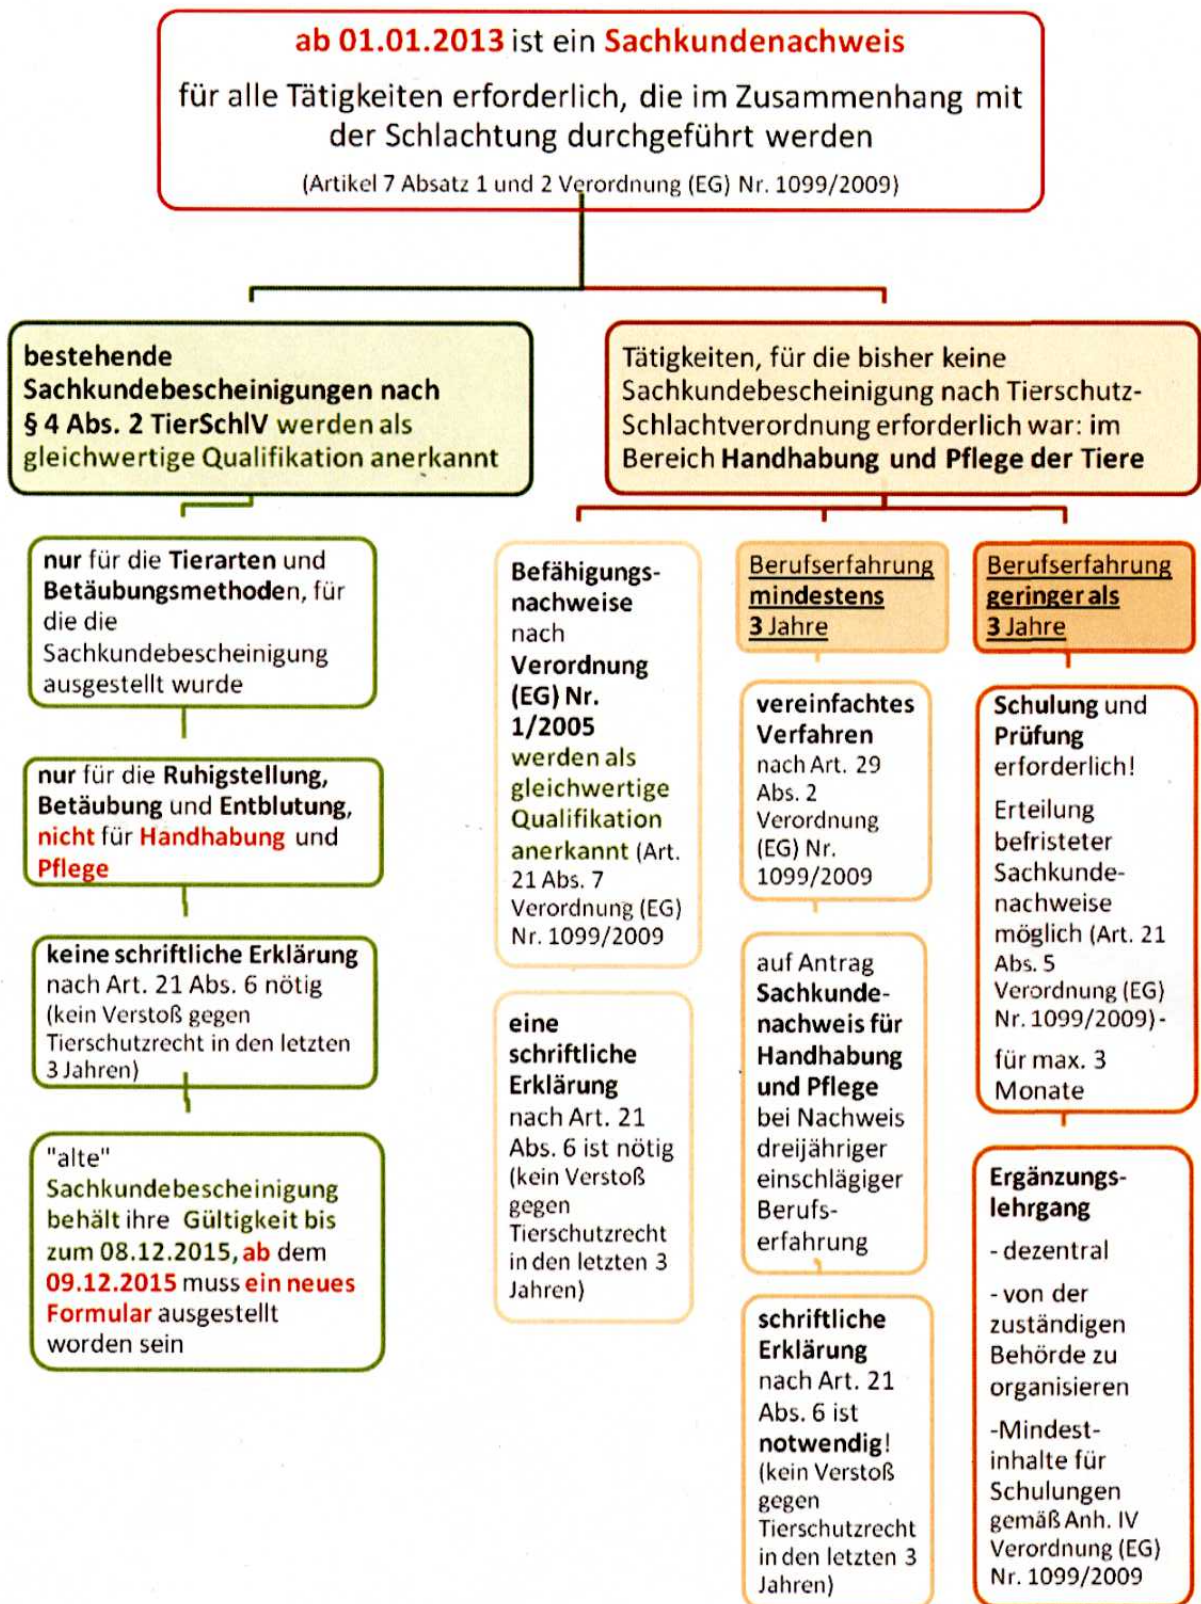 ab 01.01.2013 ist ein Sachkundenachweis
für alle Tätigkeiten erforderlich, die im Zusammenhang mit
der Schlachtung durchgeführt werden
(Artikel 7 Absatz 1 und 2 Verordnung (EG) Nr. 1099/2009)
bestehende
Sachkundebescheinigungen nach
§ 4 Abs. 2 TierSchlV werden als
gleichwertige Qualifikation anerkannt
nur für die Tierarten und
Betäubungsmethoden, für
die die
Sachkundebescheinigung
ausgestellt wurde
nur für die Ruhigstellung,
Betäubung und Entblutung,
nicht für Handhabung und
Pflege
keine schriftliche Erklärung
nach Art. 21 Abs. 6 nötig
(kein Verstoß gegen
Tierschutzrecht in den letzten
3 Jahren)
"alte"
Sachkundebescheinigung
behält ihre Gültigkeit bis
zum 08.12.2015, ab dem
09.12.2015 muss ein neues
Formular ausgestellt
worden sein
Tätigkeiten, für die bisher keine
Sachkundebescheinigung nach Tierschutz-
Schlachtverordnung erforderlich war: im
Bereich Handhabung und Pflege der Tiere
Befähigungs-
nachweise
nach
Verordnung
(EG) Nr.
1/2005
werden als
gleichwertige
Qualifikation
anerkannt (Art.
21 Abs. 7
Verordnung (EG)
Nr. 1099/2009
eine
schriftliche
Erklärung
nach Art. 21
Abs. 6 ist nötig
(kein Verstoß
gegen
Tierschutzrecht
in den letzten 3
Jahren)
Berufserfahrung
mindestens
3 Jahre
vereinfachtes
Verfahren
nach Art. 29
Abs. 2
Verordnung
(EG) Nr.
1099/2009
auf Antrag
Sachkunde-
nachweis für
Handhabung
und Pflege
bei Nachweis
dreijähriger
einschlägiger
Berufs-
erfahrung
schriftliche
Erklärung
nach Art. 21
Abs. 6 ist
notwendig!
(kein Verstoß
gegen
Tierschutzrecht
in den letzten 3
Jahren)
Berufserfahrung
geringer als
3 Jahre
Schulung und
Prüfung
erforderlich!
Erteilung
befristeter
Sachkunde-
nachweise
möglich (Art. 21
Abs. 5
Verordnung (EG)
Nr. 1099/2009) -
für max. 3
Monate
Ergänzungs-
lehrgang
- dezentral
- von der
zuständigen
Behörde zu
organisieren
-Mindest-
inhalte für
Schulungen
gemäß Anh. IV
Verordnung (EG)
Nr. 1099/2009